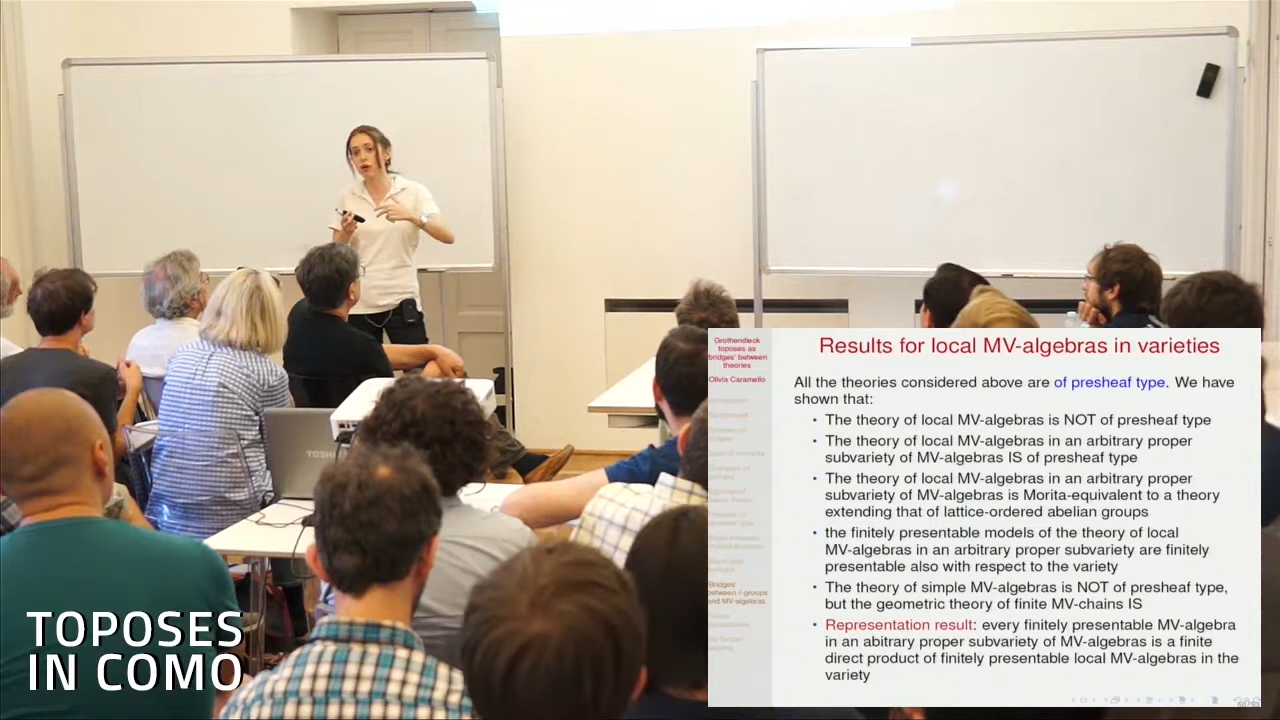 TOSHIBA
Grothendieck
toposes as
'bridges' between
theories
Olivia Caramello
'Bridges'
between ℓ-groups
and MV-algebras
Results for local MV-algebras in varieties
All the theories considered above are of presheaf type. We have
shown that:
• The theory of local MV-algebras is NOT of presheaf type
• The theory of local MV-algebras in an arbitrary proper
subvariety of MV-algebras IS of presheaf type
• The theory of local MV-algebras in an arbitrary proper
subvariety of MV-algebras is Morita-equivalent to a theory
extending that of lattice-ordered abelian groups
• the finitely presentable models of the theory of local
MV-algebras in an arbitrary proper subvariety are finitely
presentable also with respect to the variety
• The theory of simple MV-algebras is NOT of presheaf type,
but the geometric theory of finite MV-chains IS
• Representation result: every finitely presentable MV-algebra
in an abitrary proper subvariety of MV-algebras is a finite
direct product of finitely presentable local MV-algebras in the
variety
TOPOSES
IN COMO